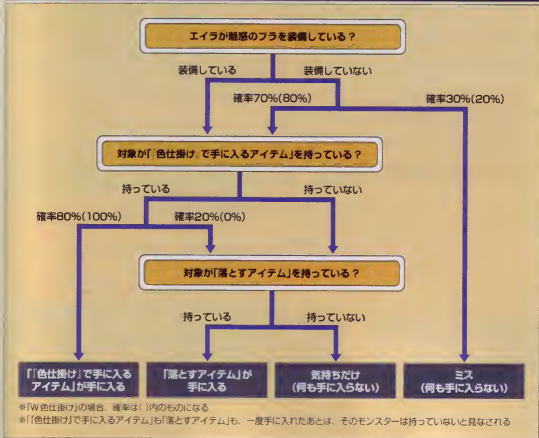 エイラが魅惑のブラを装備している？
装備している
装備していない
確率70%(80%)
確率30%(20%)
対象が「『色仕掛け』で手に入るアイテム」を持っている？
持っている
持っていない
確率80%(100%)
確率20%(0%)
対象が「落とすアイテム」を持っている？
持っている
持っていない
「『色仕掛け』で手に入る
アイテム」が手に入る
「落とすアイテム」が
手に入る
気持ちだけ
(何も手に入らない)
ミス
(何も手に入らない)
※「W色仕掛け」の場合、確率は( )内のものになる
※「『色仕掛け』で手に入るアイテム」も「落とすアイテム」も、一度手に入れたあとは、そのモンスターは持っていないと見なされる